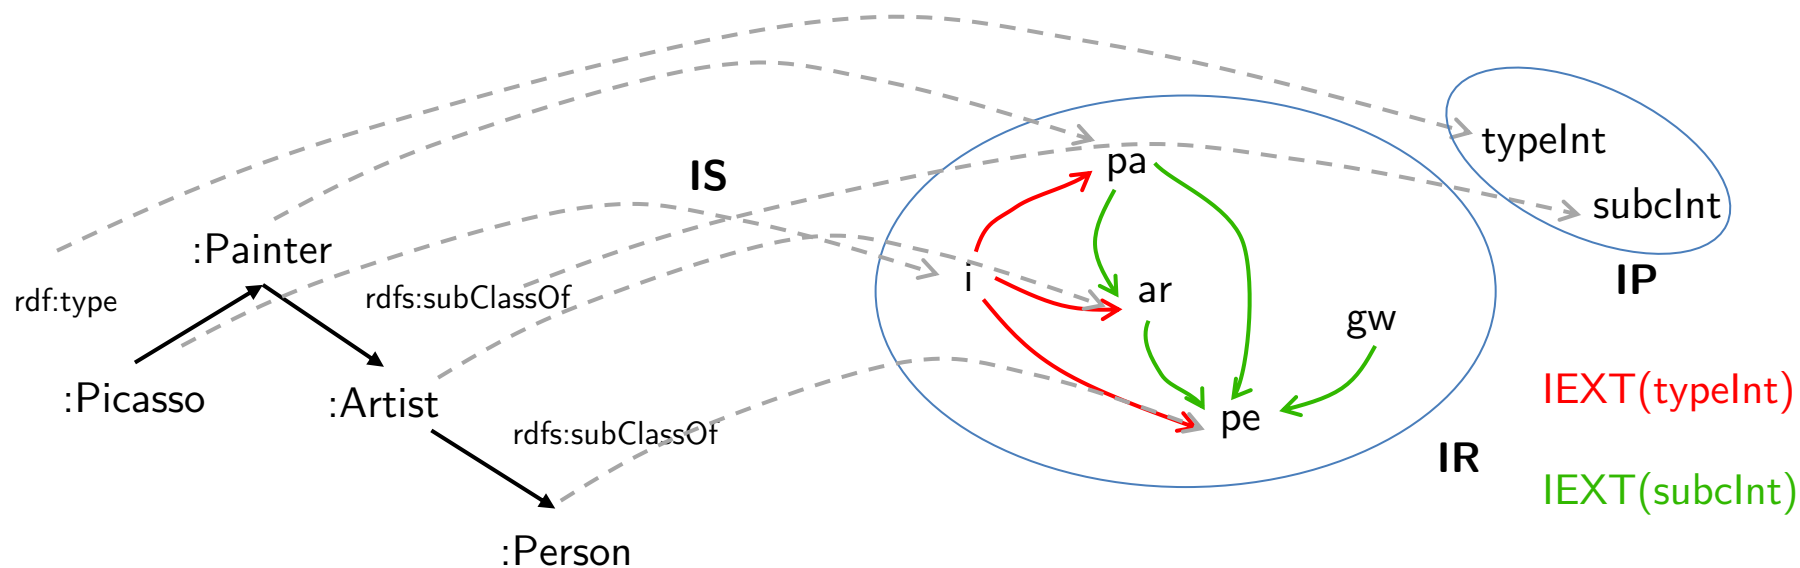 IS
:Painter
rdf:type
rdfs:subClassOf
:Picasso
:Artist
rdfs:subClassOf
:Person
pa
i
ar
gw
pe
IR
typeInt
subcInt
IP
IEXT(typeInt)
IEXT(subcInt)